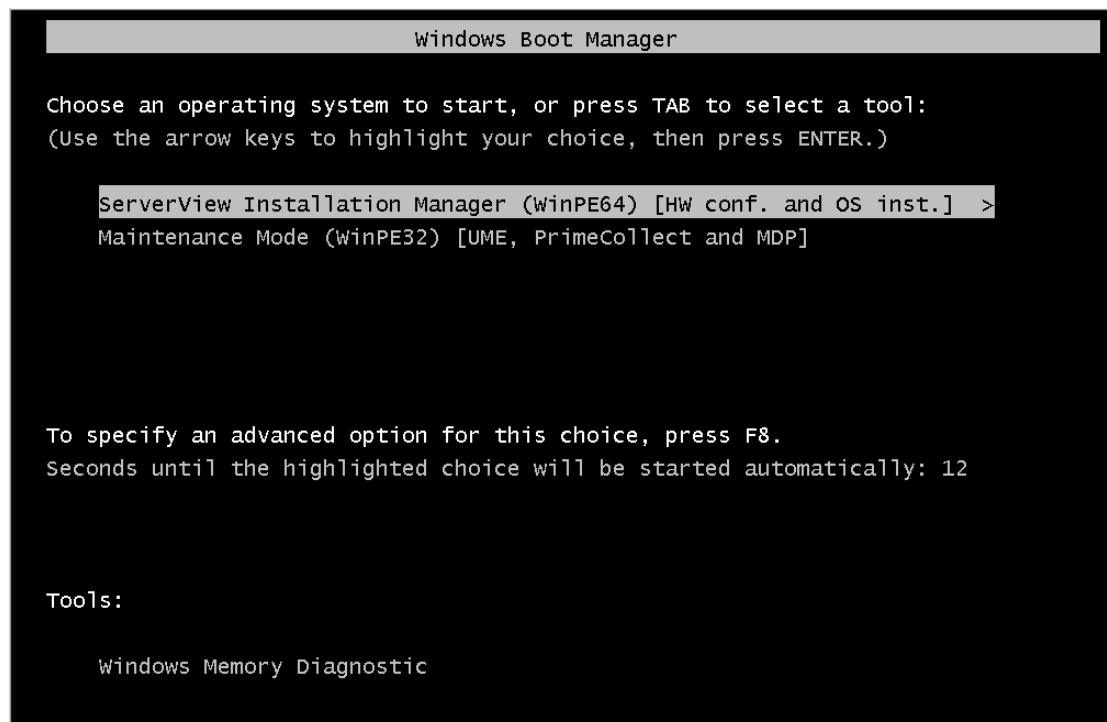 Windows Boot Manager
Choose an operating system to start, or press TAB to select a tool:
(Use the arrow keys to highlight your choice, then press ENTER.)
ServerView Installation Manager (WinPE64) [HW conf. and OS inst.] >
Maintenance Mode (WinPE32) [UME, PrimeCollect and MDP]
To specify an advanced option for this choice, press F8.
Seconds until the highlighted choice will be started automatically: 12
Tools:
Windows Memory Diagnostic